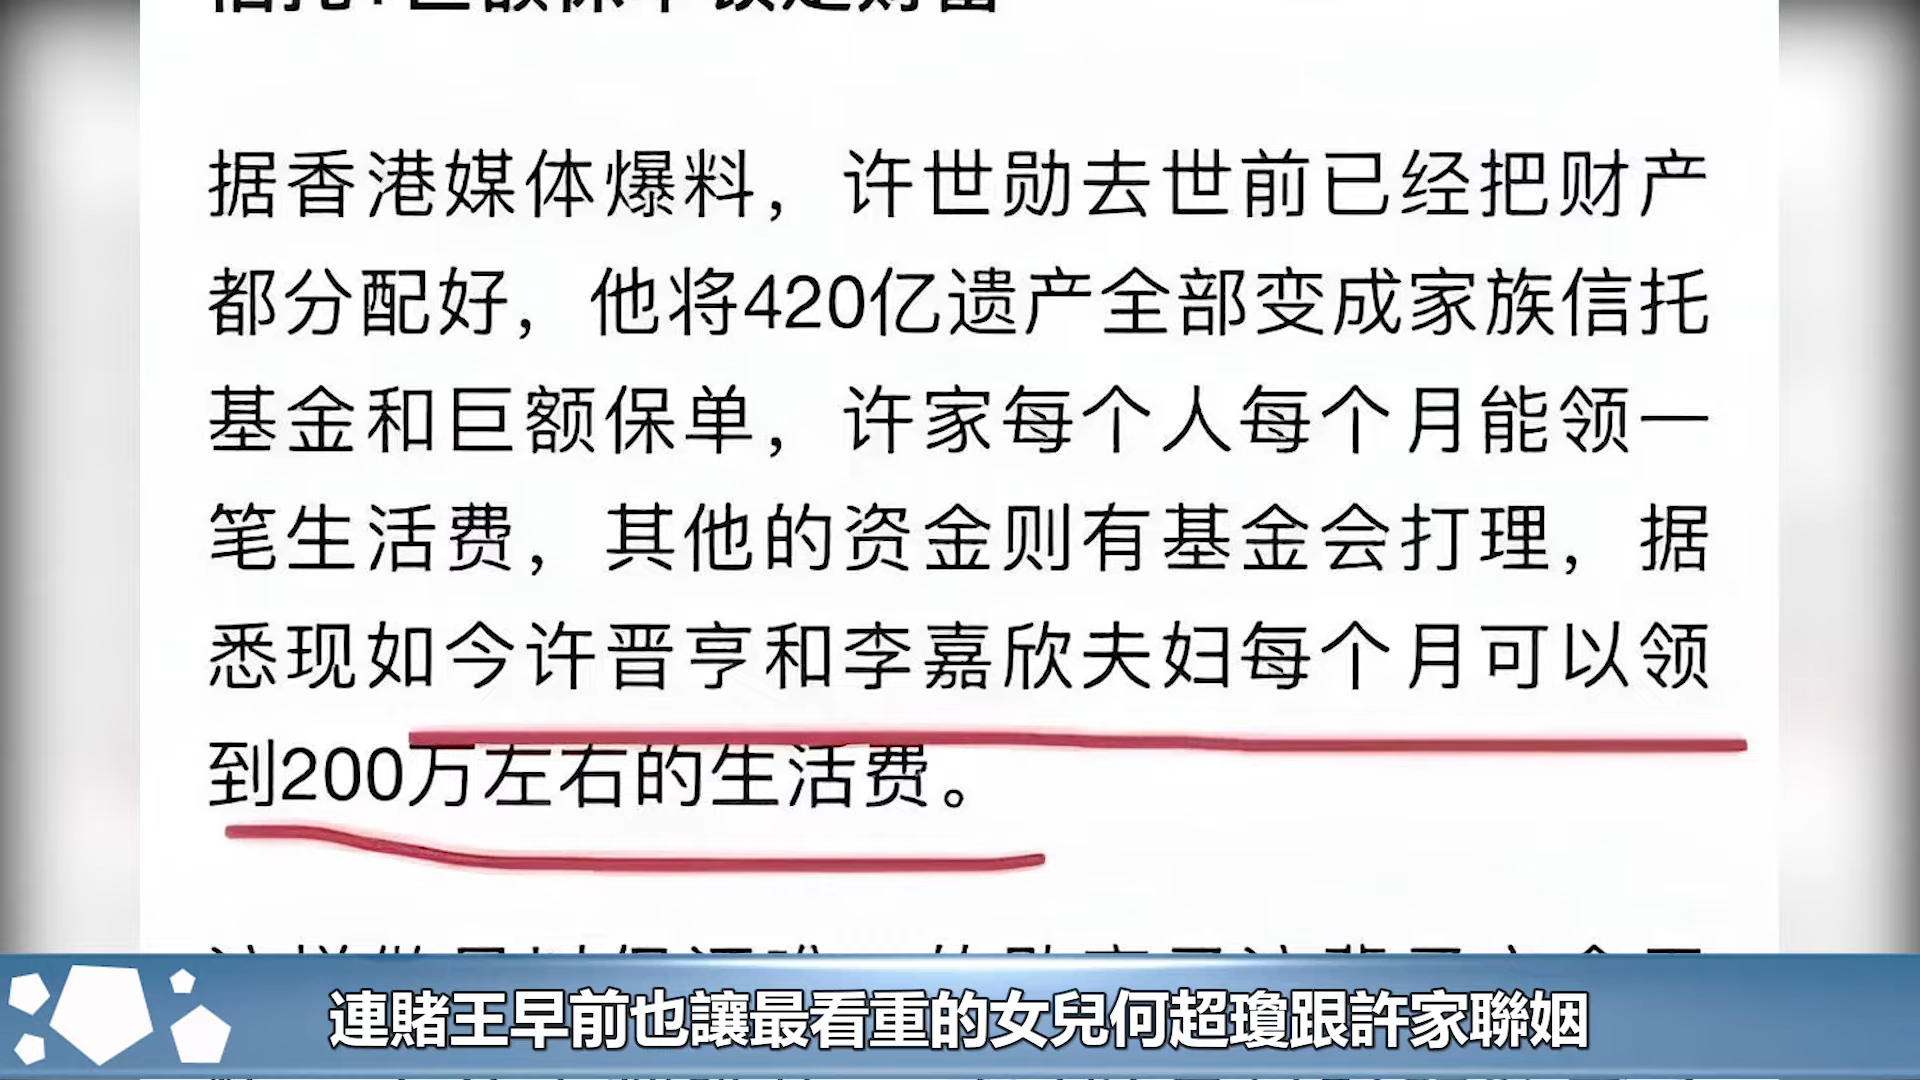 据香港媒体爆料，许世勋去世前已经把财产
都分配好，他将420亿遗产全部变成家族信托
基金和巨额保单，许家每个人每个月能领一
笔生活费，其他的资金则有基金会打理，据
悉现如今许晋亨和李嘉欣夫妇每个月可以领
到200万左右的生活费。
連賭王早前也讓最看重的女兒何超瓊跟許家聯姻